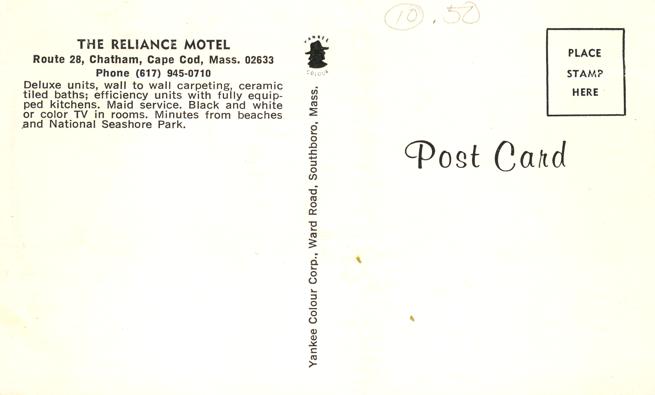 THE RELIANCE MOTEL
Route 28, Chatham, Cape Cod, Mass. 02633
Phone (617) 945-0710
Deluxe units, wall to wall carpeting, ceramic
tiled baths; efficiency units with fully equip-
ped kitchens. Maid service. Black and white
or color TV in rooms. Minutes from beaches
and National Seashore Park.
YANKEE
COLOUR
Yankee Colour Corp., Ward Road, Southboro, Mass.
10 .50
PLACE
STAMP
HERE
Post Card